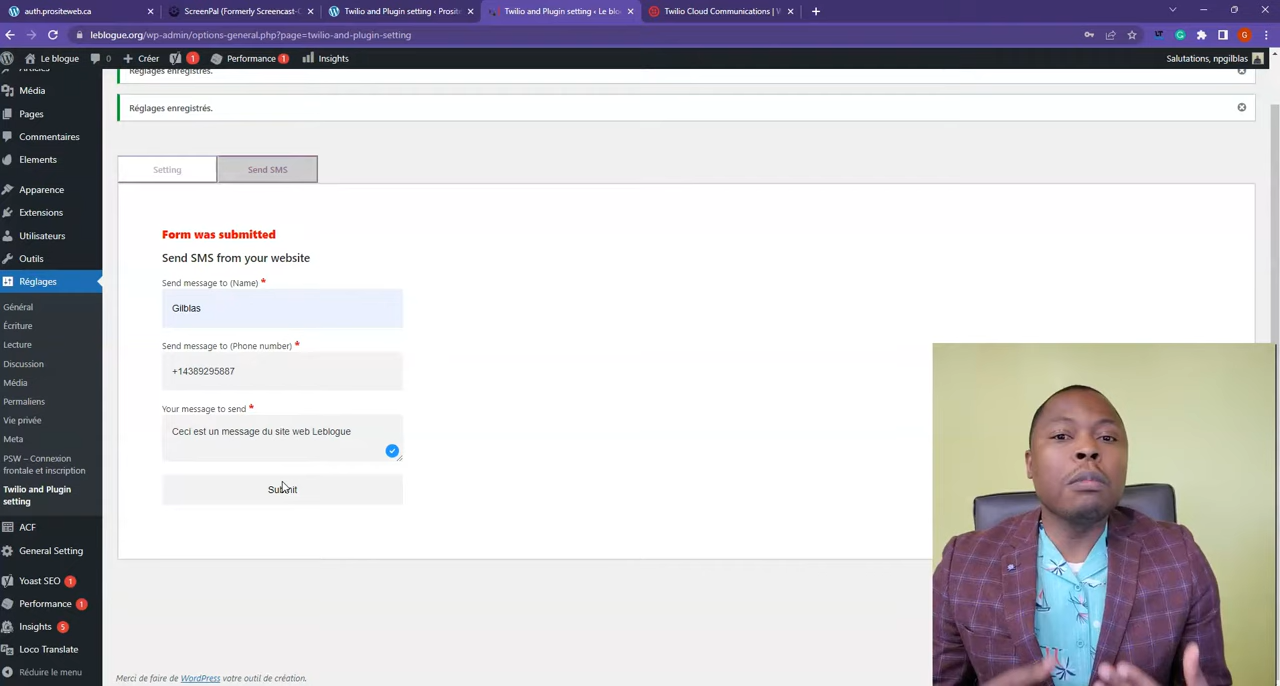 auth.prositeweb.ca
ScreenPal (Formerly Screencast-
Twilio and Plugin setting ‹ Prosite
Twilio and Plugin setting ‹ Le blo
Twilio Cloud Communications | W
leblogue.org/wp-admin/options-general.php?page=twilio-and-plugin-setting
Le blogue
0
Créer
1
Performance 1
Insights
Salutations, npgilblas
Articles
Média
Pages
Commentaires
Elements
Apparence
Extensions
Utilisateurs
Outils
Réglages
Général
Écriture
Lecture
Discussion
Média
Permaliens
Vie privée
Meta
PSW – Connexion
frontale et inscription
Twilio and Plugin
setting
ACF
General Setting
Yoast SEO 1
Performance 1
Insights 5
Loco Translate
Réduire le menu
Réglages enregistrés.
Réglages enregistrés.
Setting
Send SMS
Form was submitted
Send SMS from your website
Send message to (Name) *
Gilblas
Send message to (Phone number) *
+14389295887
Your message to send *
Ceci est un message du site web Leblogue
Submit
Merci de faire de WordPress votre outil de création.